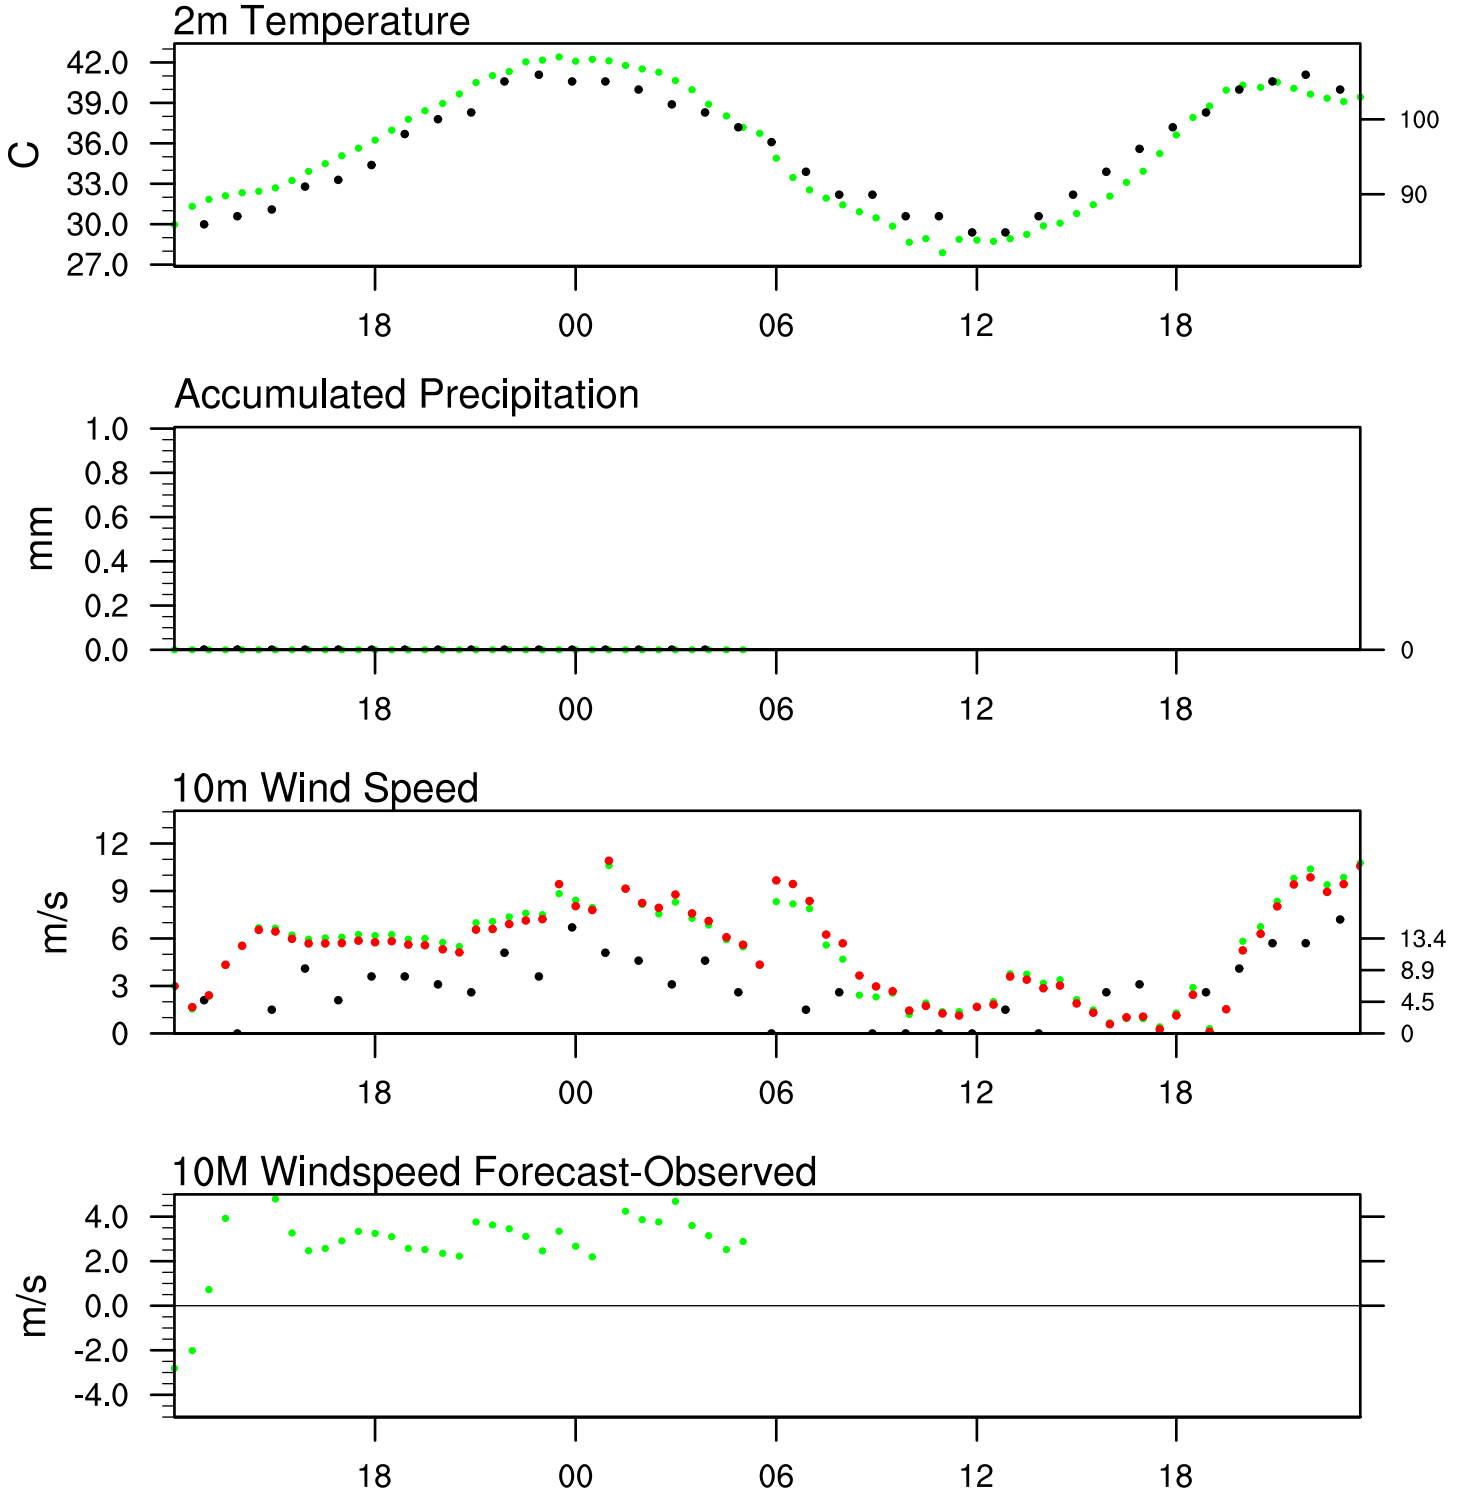 2m Temperature
42.0
39.0
36.0
33.0
30.0
27.0
C
100
90
18 00 06 12 18
Accumulated Precipitation
1.0
0.8
0.6
0.4
0.2
0.0
mm
0
18 00 06 12 18
10m Wind Speed
12
9
6
3
0
m/s
13.4
8.9
4.5
0
18 00 06 12 18
10M Windspeed Forecast-Observed
4.0
2.0
0.0
-2.0
-4.0
m/s
18 00 06 12 18